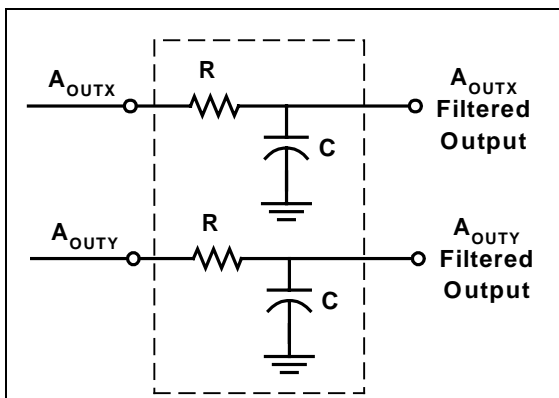 R
A_OUTX
A_OUTX
Filtered
Output
C
R
A_OUTY
A_OUTY
Filtered
Output
C